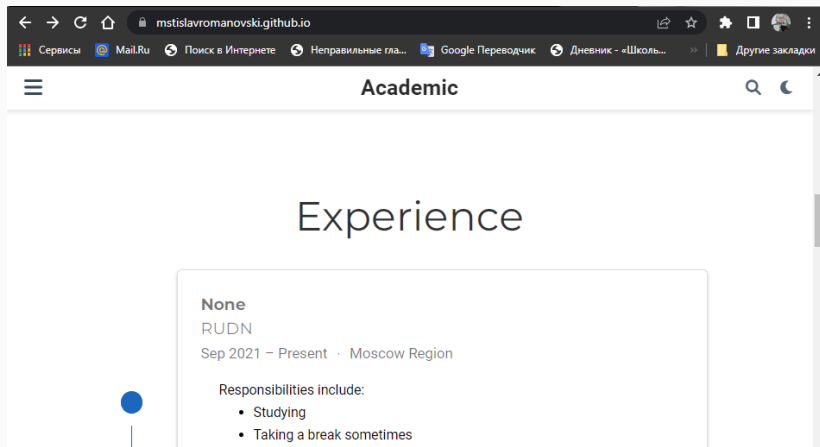 mstislavromanovski.github.io
Сервисы Mail.Ru Поиск в Интернете Неправильные гла... Google Переводчик Дневник - «Школь... » Другие закладки
Academic
Experience
None
RUDN
Sep 2021 – Present · Moscow Region
Responsibilities include:
• Studying
• Taking a break sometimes